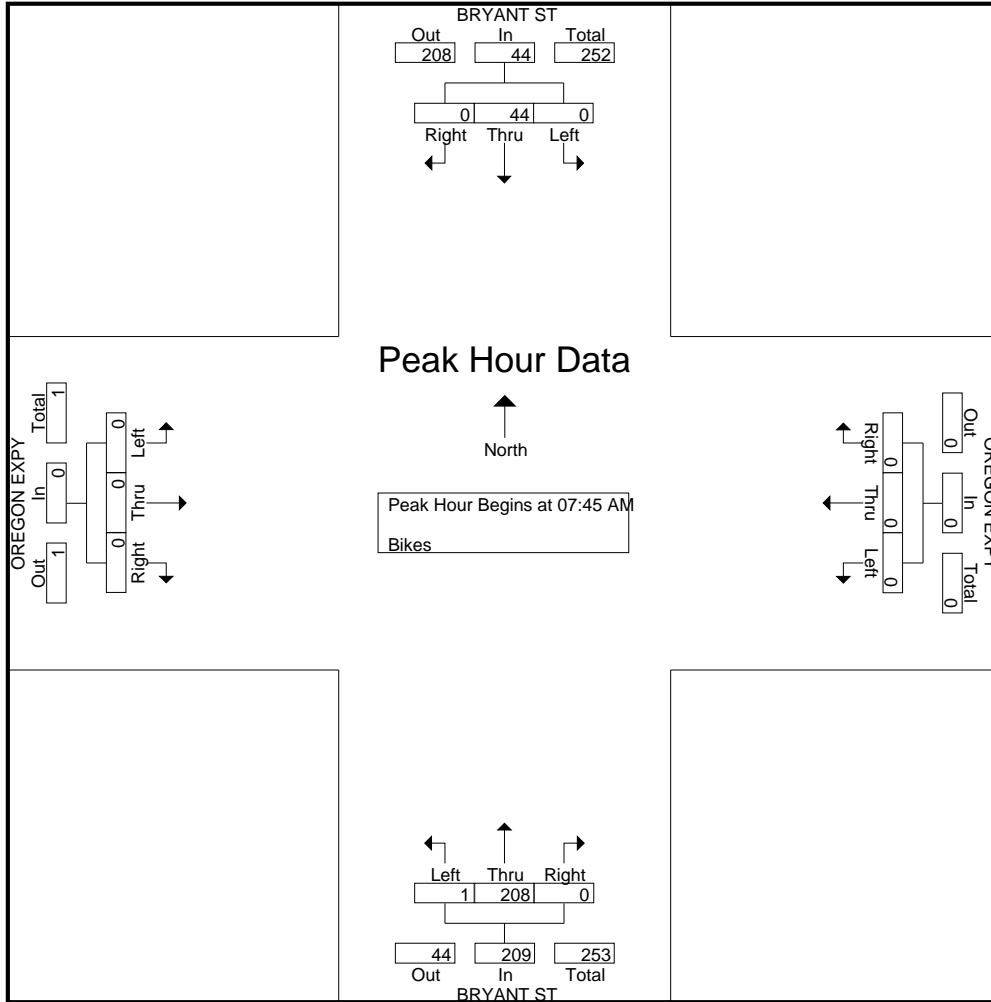 BRYANT ST
Out In Total
208 44 252
0 44 0
Right Thru Left
Peak Hour Data
North
Peak Hour Begins at 07:45 AM
Bikes
OREGON EXPY
Out In Total
1 0 1
Left Thru Right
0 0 0
OREGON EXPY
Out In Total
0 0 0
Right Thru Left
0 0 0
Left Thru Right
1 208 0
44 209 253
Out In Total
BRYANT ST